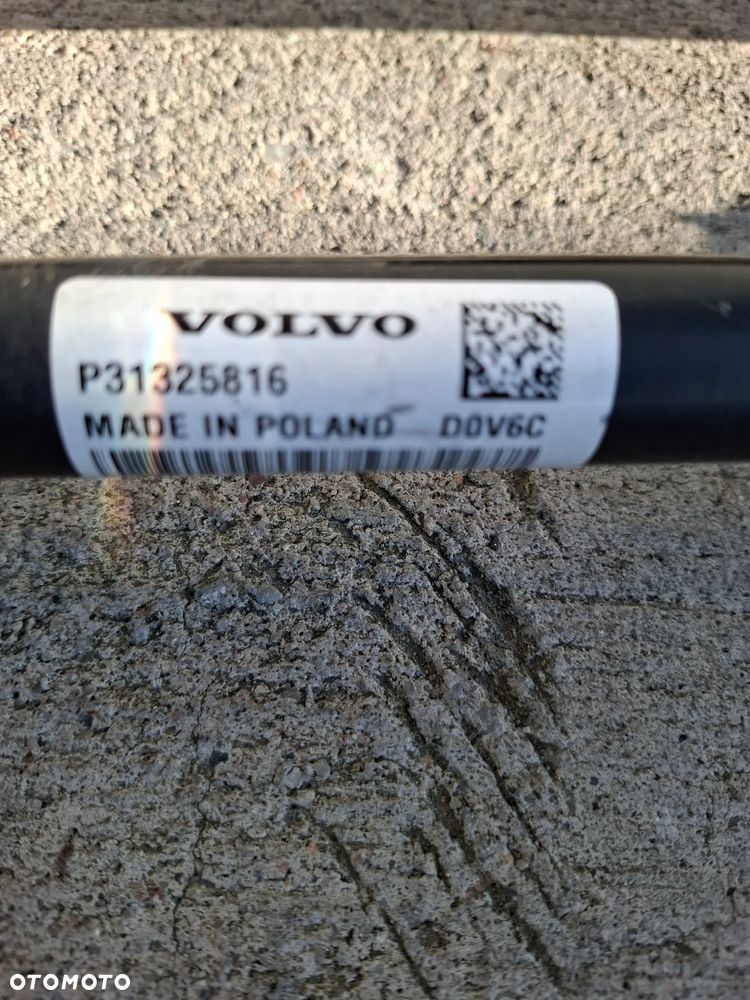 VOLVO
P31325816
MADE IN POLAND D0V6C
OTOMOTO